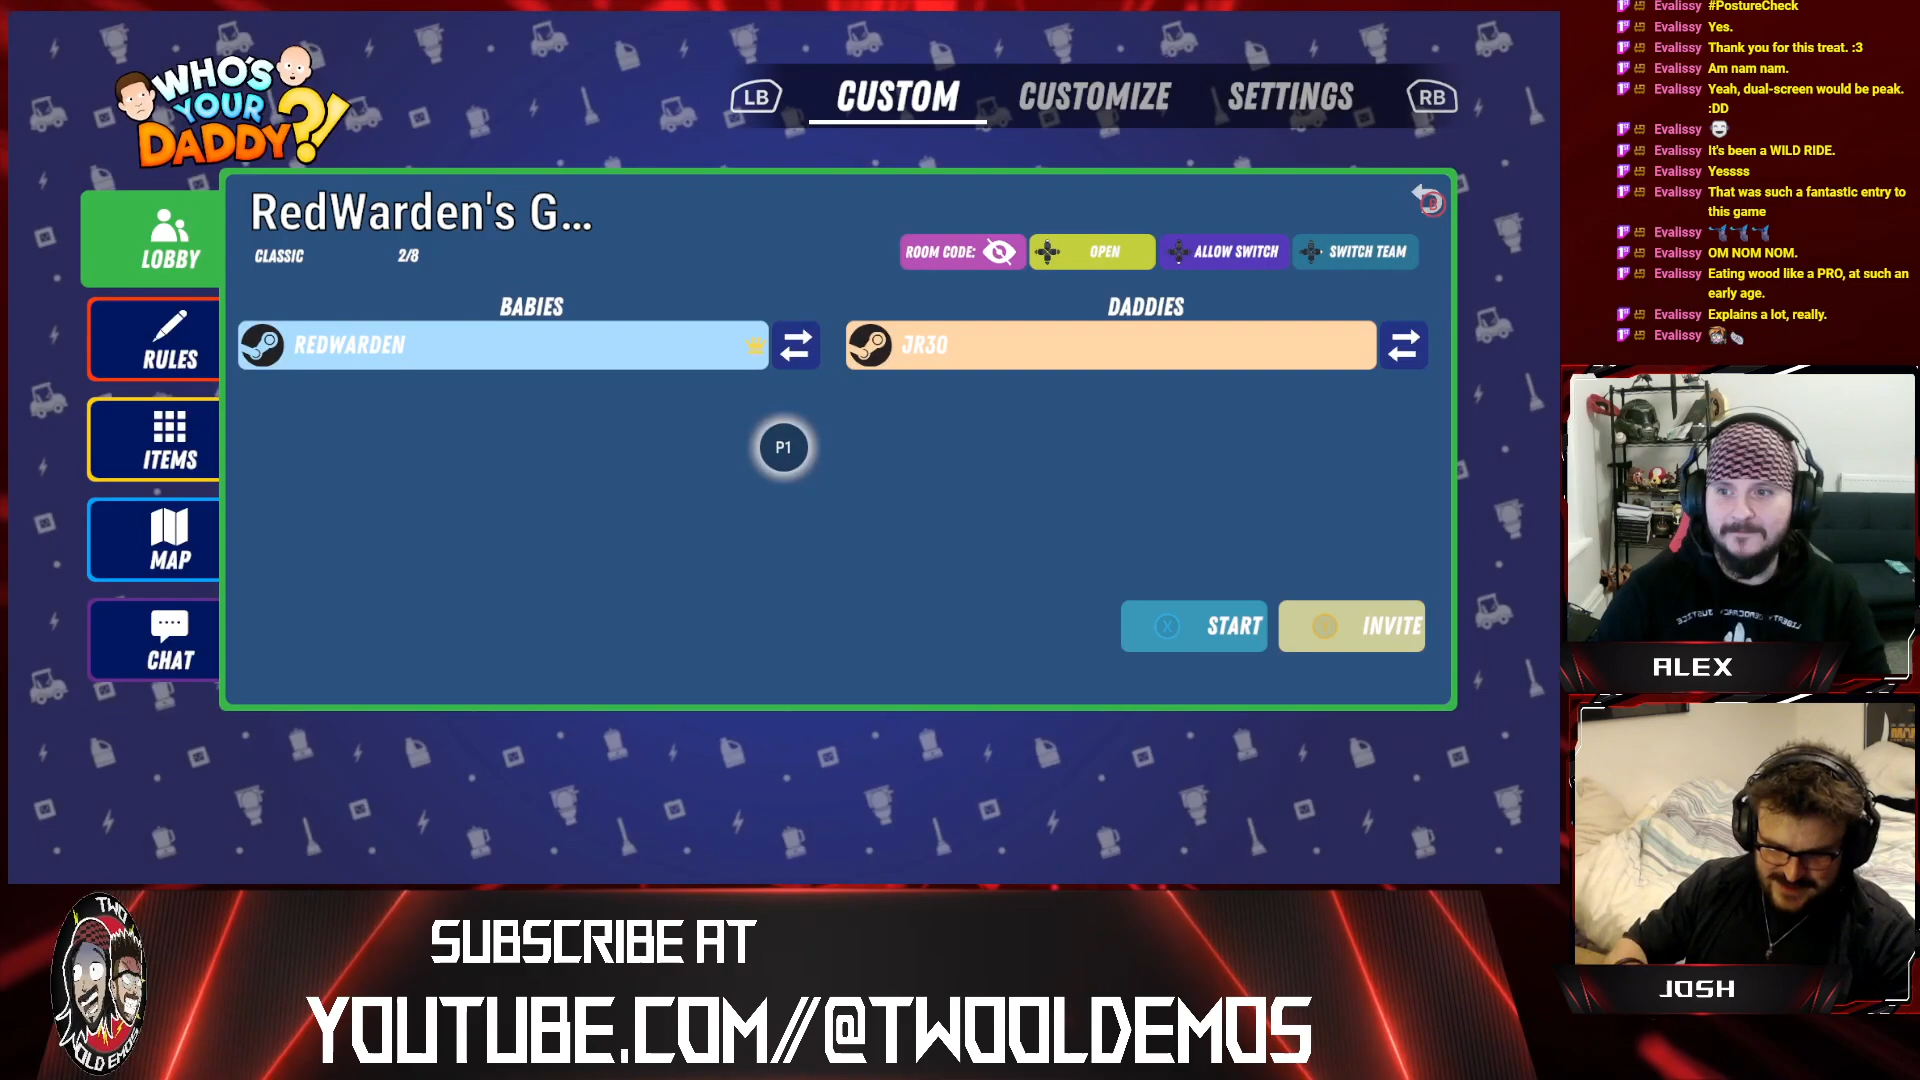 WHO'S
YOUR
DADDY?!
LB
CUSTOM
CUSTOMIZE
SETTINGS
RB
LOBBY
RULES
ITEMS
MAP
CHAT
RedWarden's G...
B
CLASSIC
2/8
ROOM CODE:
OPEN
ALLOW SWITCH
SWITCH TEAM
BABIES
DADDIES
REDWARDEN
JR30
P1
X START
INVITE
Evalissy #PostureCheck
Evalissy Yes.
Evalissy Thank you for this treat. :3
Evalissy Am nam nam.
Evalissy Yeah, dual-screen would be peak.
:DD
Evalissy
Evalissy It's been a WILD RIDE.
Evalissy Yessss
Evalissy That was such a fantastic entry to
this game
Evalissy
Evalissy OM NOM NOM.
Evalissy Eating wood like a PRO, at such an
early age.
Evalissy Explains a lot, really.
Evalissy
ALEX
JOSH
TWO
OLD DEMOS
SUBSCRIBE AT
YOUTUBE.COM//@TWOOLDEMOS